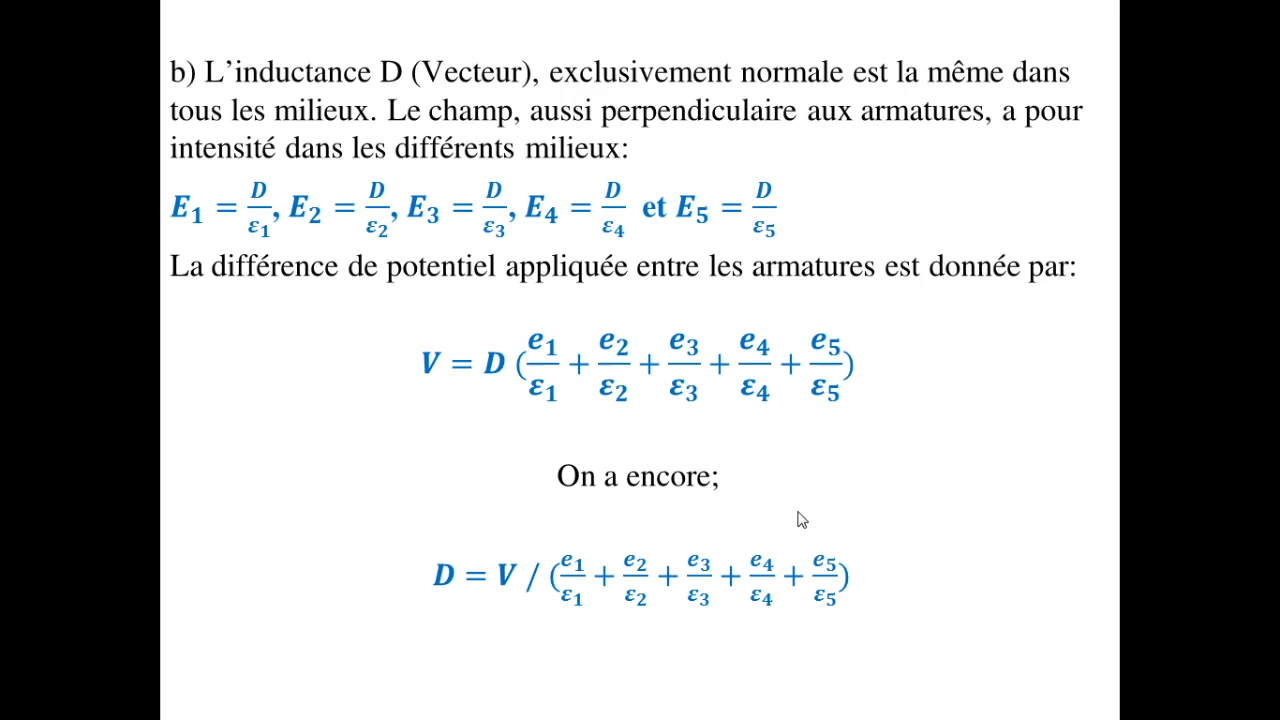 b) L’inductance D (Vecteur), exclusivement normale est la même dans
tous les milieux. Le champ, aussi perpendiculaire aux armatures, a pour
intensité dans les différents milieux:
E₁ = D/ε₁, E₂ = D/ε₂, E₃ = D/ε₃, E₄ = D/ε₄ et E₅ = D/ε₅
La différence de potentiel appliquée entre les armatures est donnée par:
V = D (e₁/ε₁ + e₂/ε₂ + e₃/ε₃ + e₄/ε₄ + e₅/ε₅)
On a encore;
D = V / (e₁/ε₁ + e₂/ε₂ + e₃/ε₃ + e₄/ε₄ + e₅/ε₅)